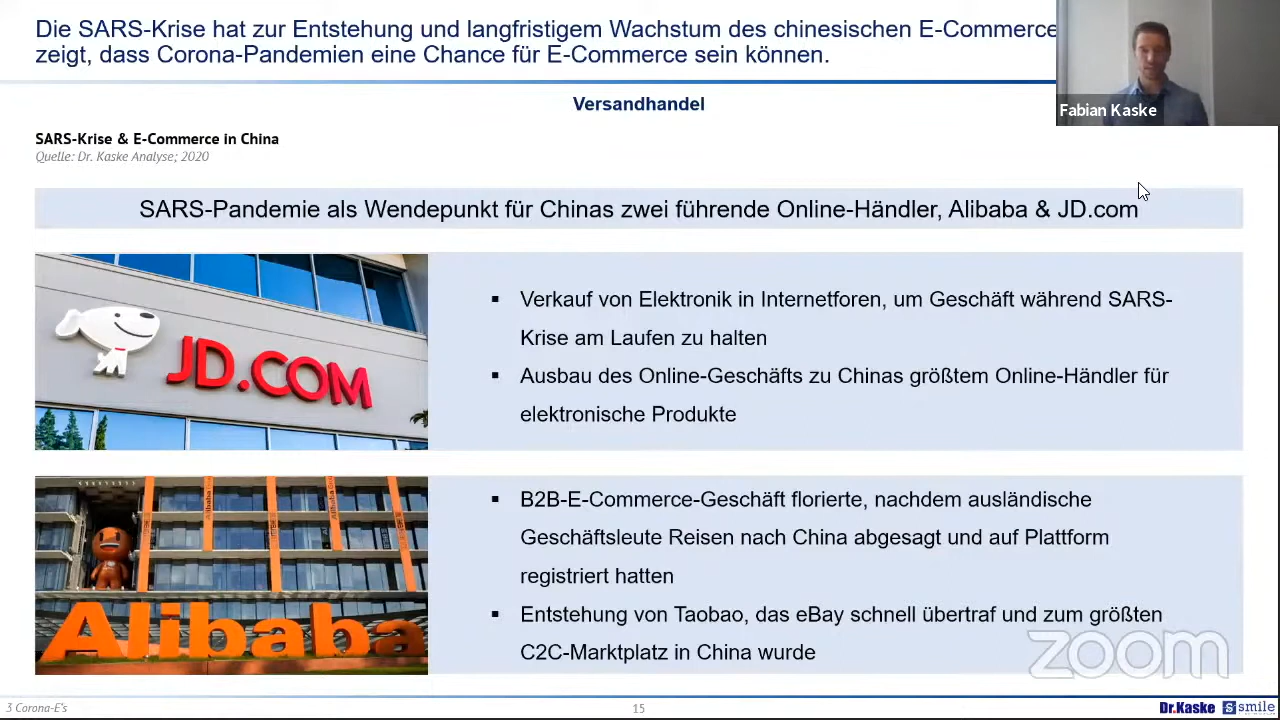 Die SARS-Krise hat zur Entstehung und langfristigem Wachstum des chinesischen E-Commerce
zeigt, dass Corona-Pandemien eine Chance für E-Commerce sein können.
Fabian Kaske
Versandhandel
SARS-Krise & E-Commerce in China
Quelle: Dr. Kaske Analyse; 2020
SARS-Pandemie als Wendepunkt für Chinas zwei führende Online-Händler, Alibaba & JD.com
JD.COM
▪ Verkauf von Elektronik in Internetforen, um Geschäft während SARS-
Krise am Laufen zu halten
▪ Ausbau des Online-Geschäfts zu Chinas größtem Online-Händler für
elektronische Produkte
Alibaba
▪ B2B-E-Commerce-Geschäft florierte, nachdem ausländische
Geschäftsleute Reisen nach China abgesagt und auf Plattform
registriert hatten
▪ Entstehung von Taobao, das eBay schnell übertraf und zum größten
C2C-Marktplatz in China wurde
zoom
3 Corona-E's
15
Dr.Kaske
smile